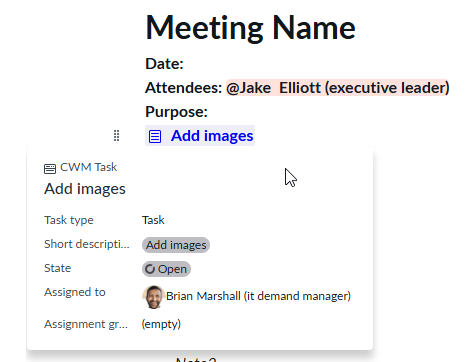 Meeting Name
Date:
Attendees: @Jake Elliott (executive leader)
Purpose:
Add images
CWM Task
Add images
Task type Task
Short descripti... Add images
State Open
Assigned to Brian Marshall (it demand manager)
Assignment gr... (empty)